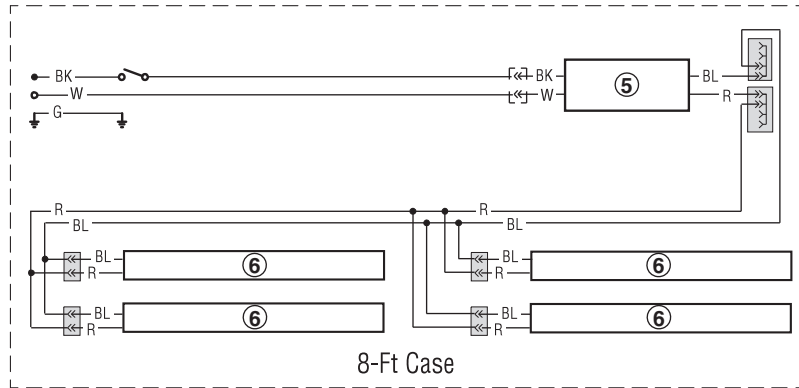 BK BK BL
W W R
5
G
R R
BL BL
BL 6 BL 6
R R
BL 6 BL 6
R R
8-Ft Case